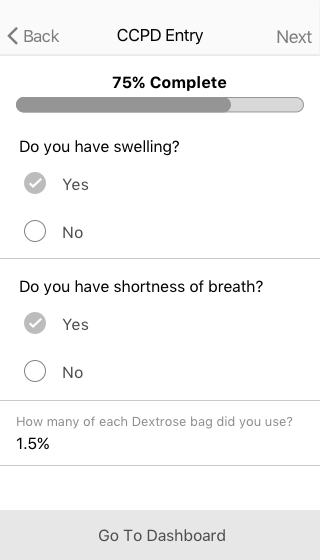 Back CCPD Entry Next
75% Complete
Do you have swelling?
Yes
No
Do you have shortness of breath?
Yes
No
How many of each Dextrose bag did you use?
1.5%
Go To Dashboard